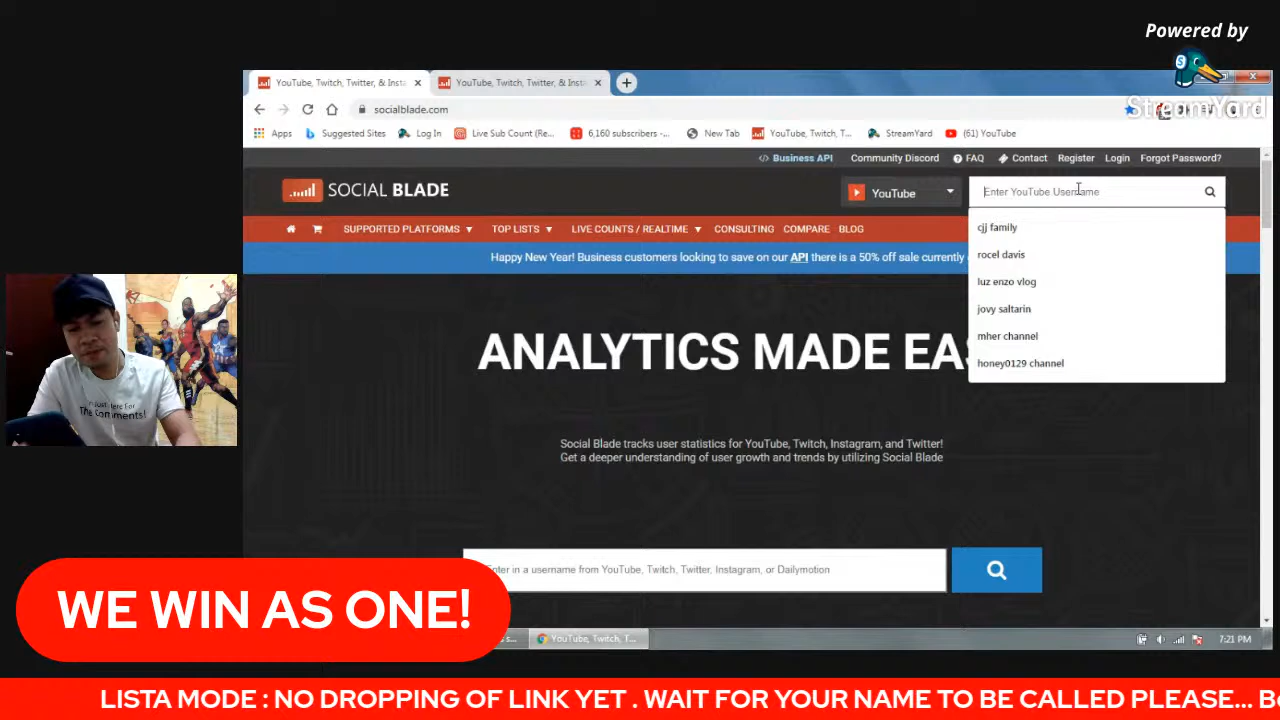 Powered by
StreamYard
YouTube, Twitch, Twitter, & Insta
YouTube, Twitch, Twitter, & Insta
socialblade.com
Apps
Suggested Sites
Log In
Live Sub Count (Re...
6,160 subscribers -...
New Tab
YouTube, Twitch, T...
StreamYard
(61) YouTube
Business API
Community Discord
FAQ
Contact
Register
Login
Forgot Password?
SOCIAL BLADE
YouTube
Enter YouTube Username
SUPPORTED PLATFORMS
TOP LISTS
LIVE COUNTS / REALTIME
CONSULTING
COMPARE
BLOG
cjj family
rocel davis
luz enzo vlog
jovy saltarin
mher channel
honey0129 channel
Happy New Year! Business customers looking to save on our API there is a 50% off sale currently
ANALYTICS MADE EA
Social Blade tracks user statistics for YouTube, Twitch, Instagram, and Twitter!
Get a deeper understanding of user growth and trends by utilizing Social Blade
The Comments!
Enter in a username from YouTube, Twitch, Twitter, Instagram, or Dailymotion
WE WIN AS ONE!
YouTube, Twitch, T...
7:21 PM
LISTA MODE : NO DROPPING OF LINK YET . WAIT FOR YOUR NAME TO BE CALLED PLEASE...